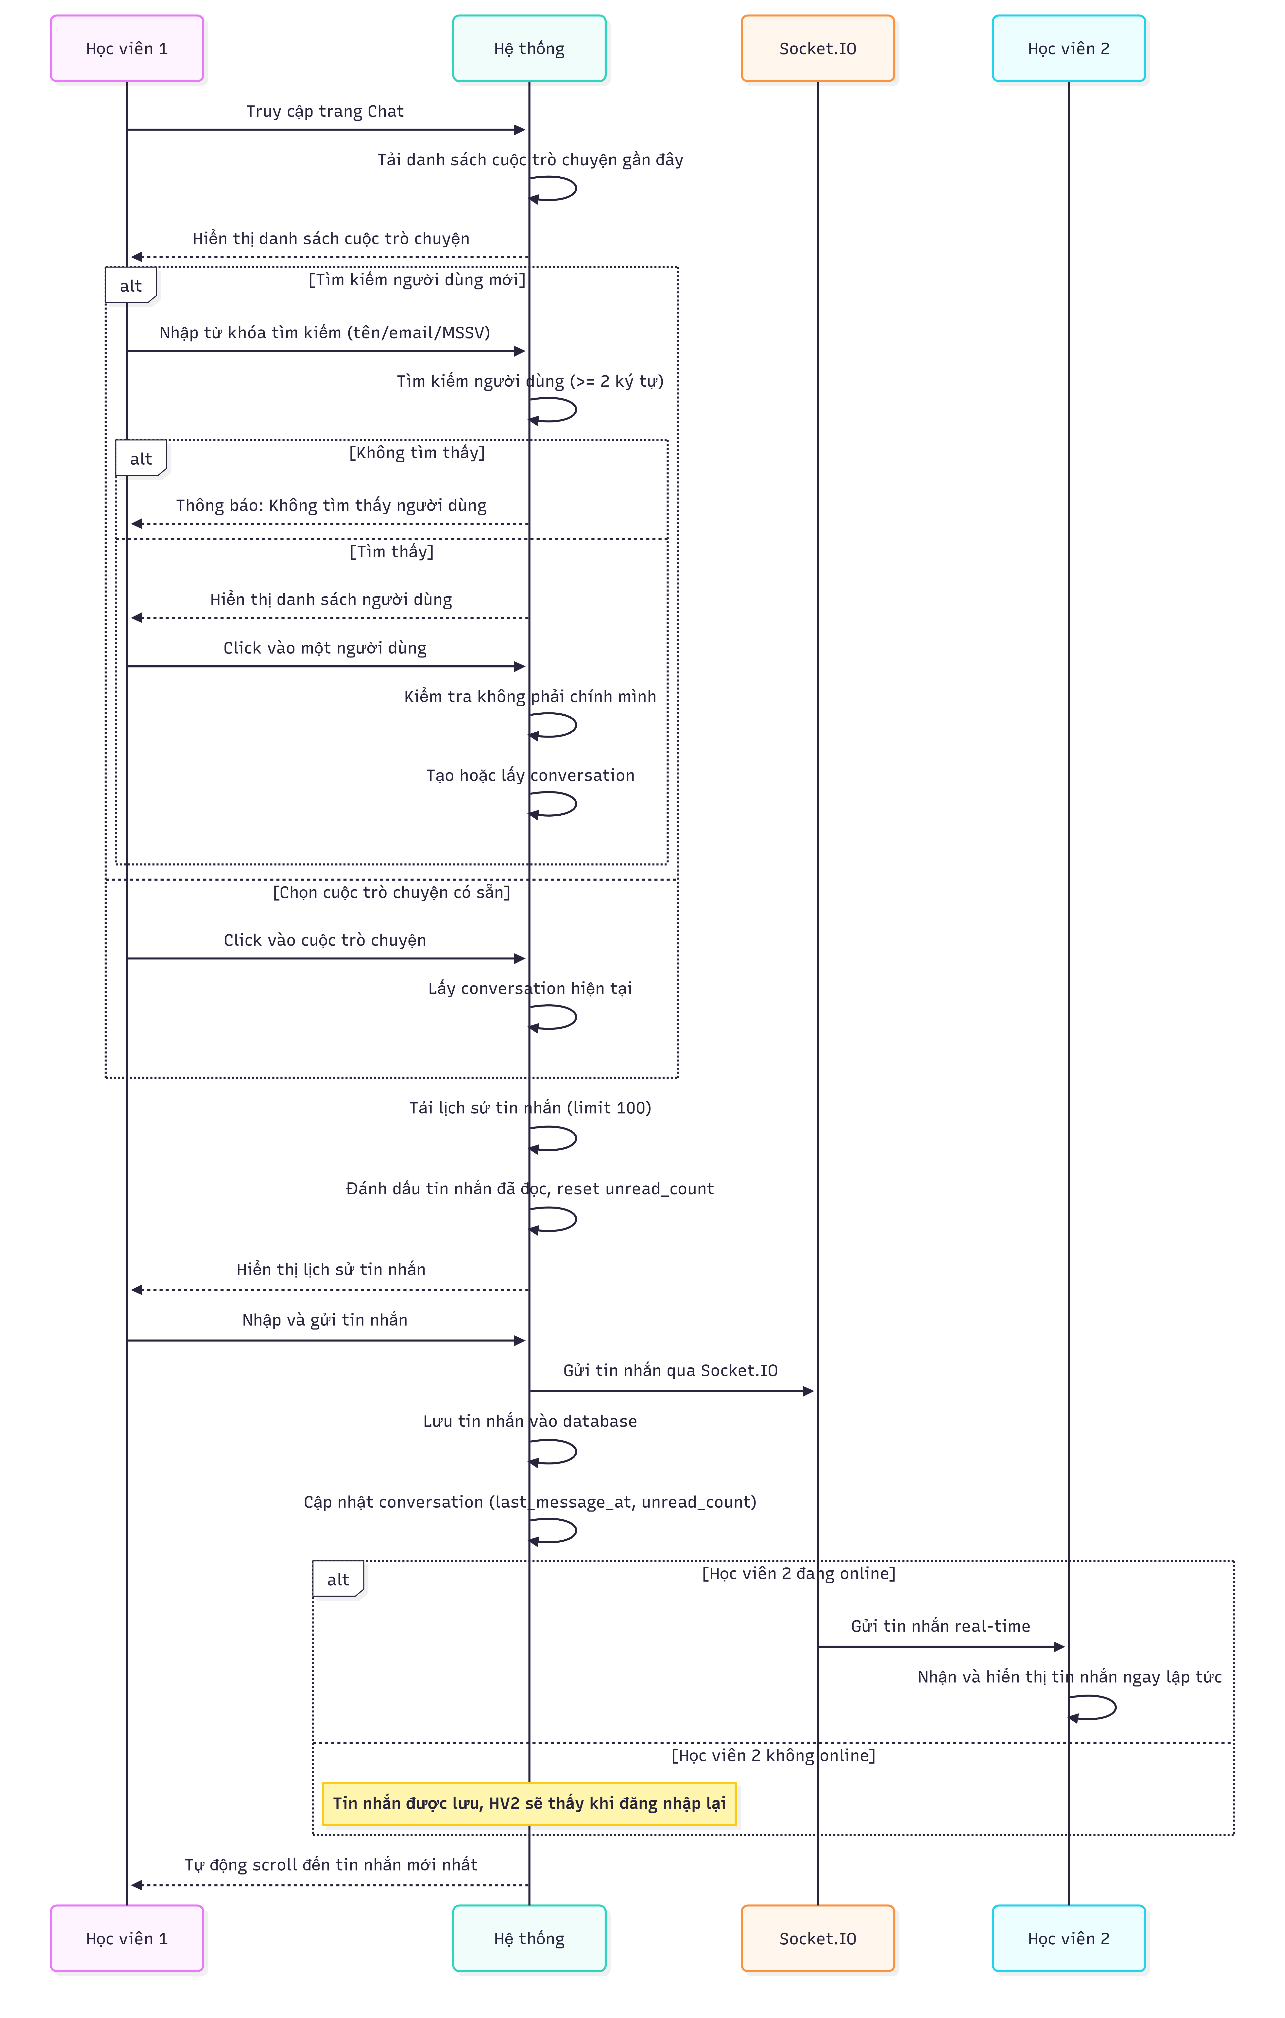 Học viên 1
Hệ thống
Socket.IO
Học viên 2
Truy cập trang Chat
Tải danh sách cuộc trò chuyện gần đây
Hiển thị danh sách cuộc trò chuyện
alt
[Tìm kiếm người dùng mới]
Nhập từ khóa tìm kiếm (tên/email/MSSV)
Tìm kiếm người dùng (>= 2 ký tự)
alt
[Không tìm thấy]
Thông báo: Không tìm thấy người dùng
[Tìm thấy]
Hiển thị danh sách người dùng
Click vào một người dùng
Kiểm tra không phải chính mình
Tạo hoặc lấy conversation
[Chọn cuộc trò chuyện có sẵn]
Click vào cuộc trò chuyện
Lấy conversation hiện tại
Tải lịch sử tin nhắn (limit 100)
Đánh dấu tin nhắn đã đọc, reset unread_count
Hiển thị lịch sử tin nhắn
Nhập và gửi tin nhắn
Gửi tin nhắn qua Socket.IO
Lưu tin nhắn vào database
Cập nhật conversation (last_message_at, unread_count)
alt
[Học viên 2 đang online]
Gửi tin nhắn real-time
Nhận và hiển thị tin nhắn ngay lập tức
[Học viên 2 không online]
Tin nhắn được lưu, HV2 sẽ thấy khi đăng nhập lại
Tự động scroll đến tin nhắn mới nhất
Học viên 1
Hệ thống
Socket.IO
Học viên 2